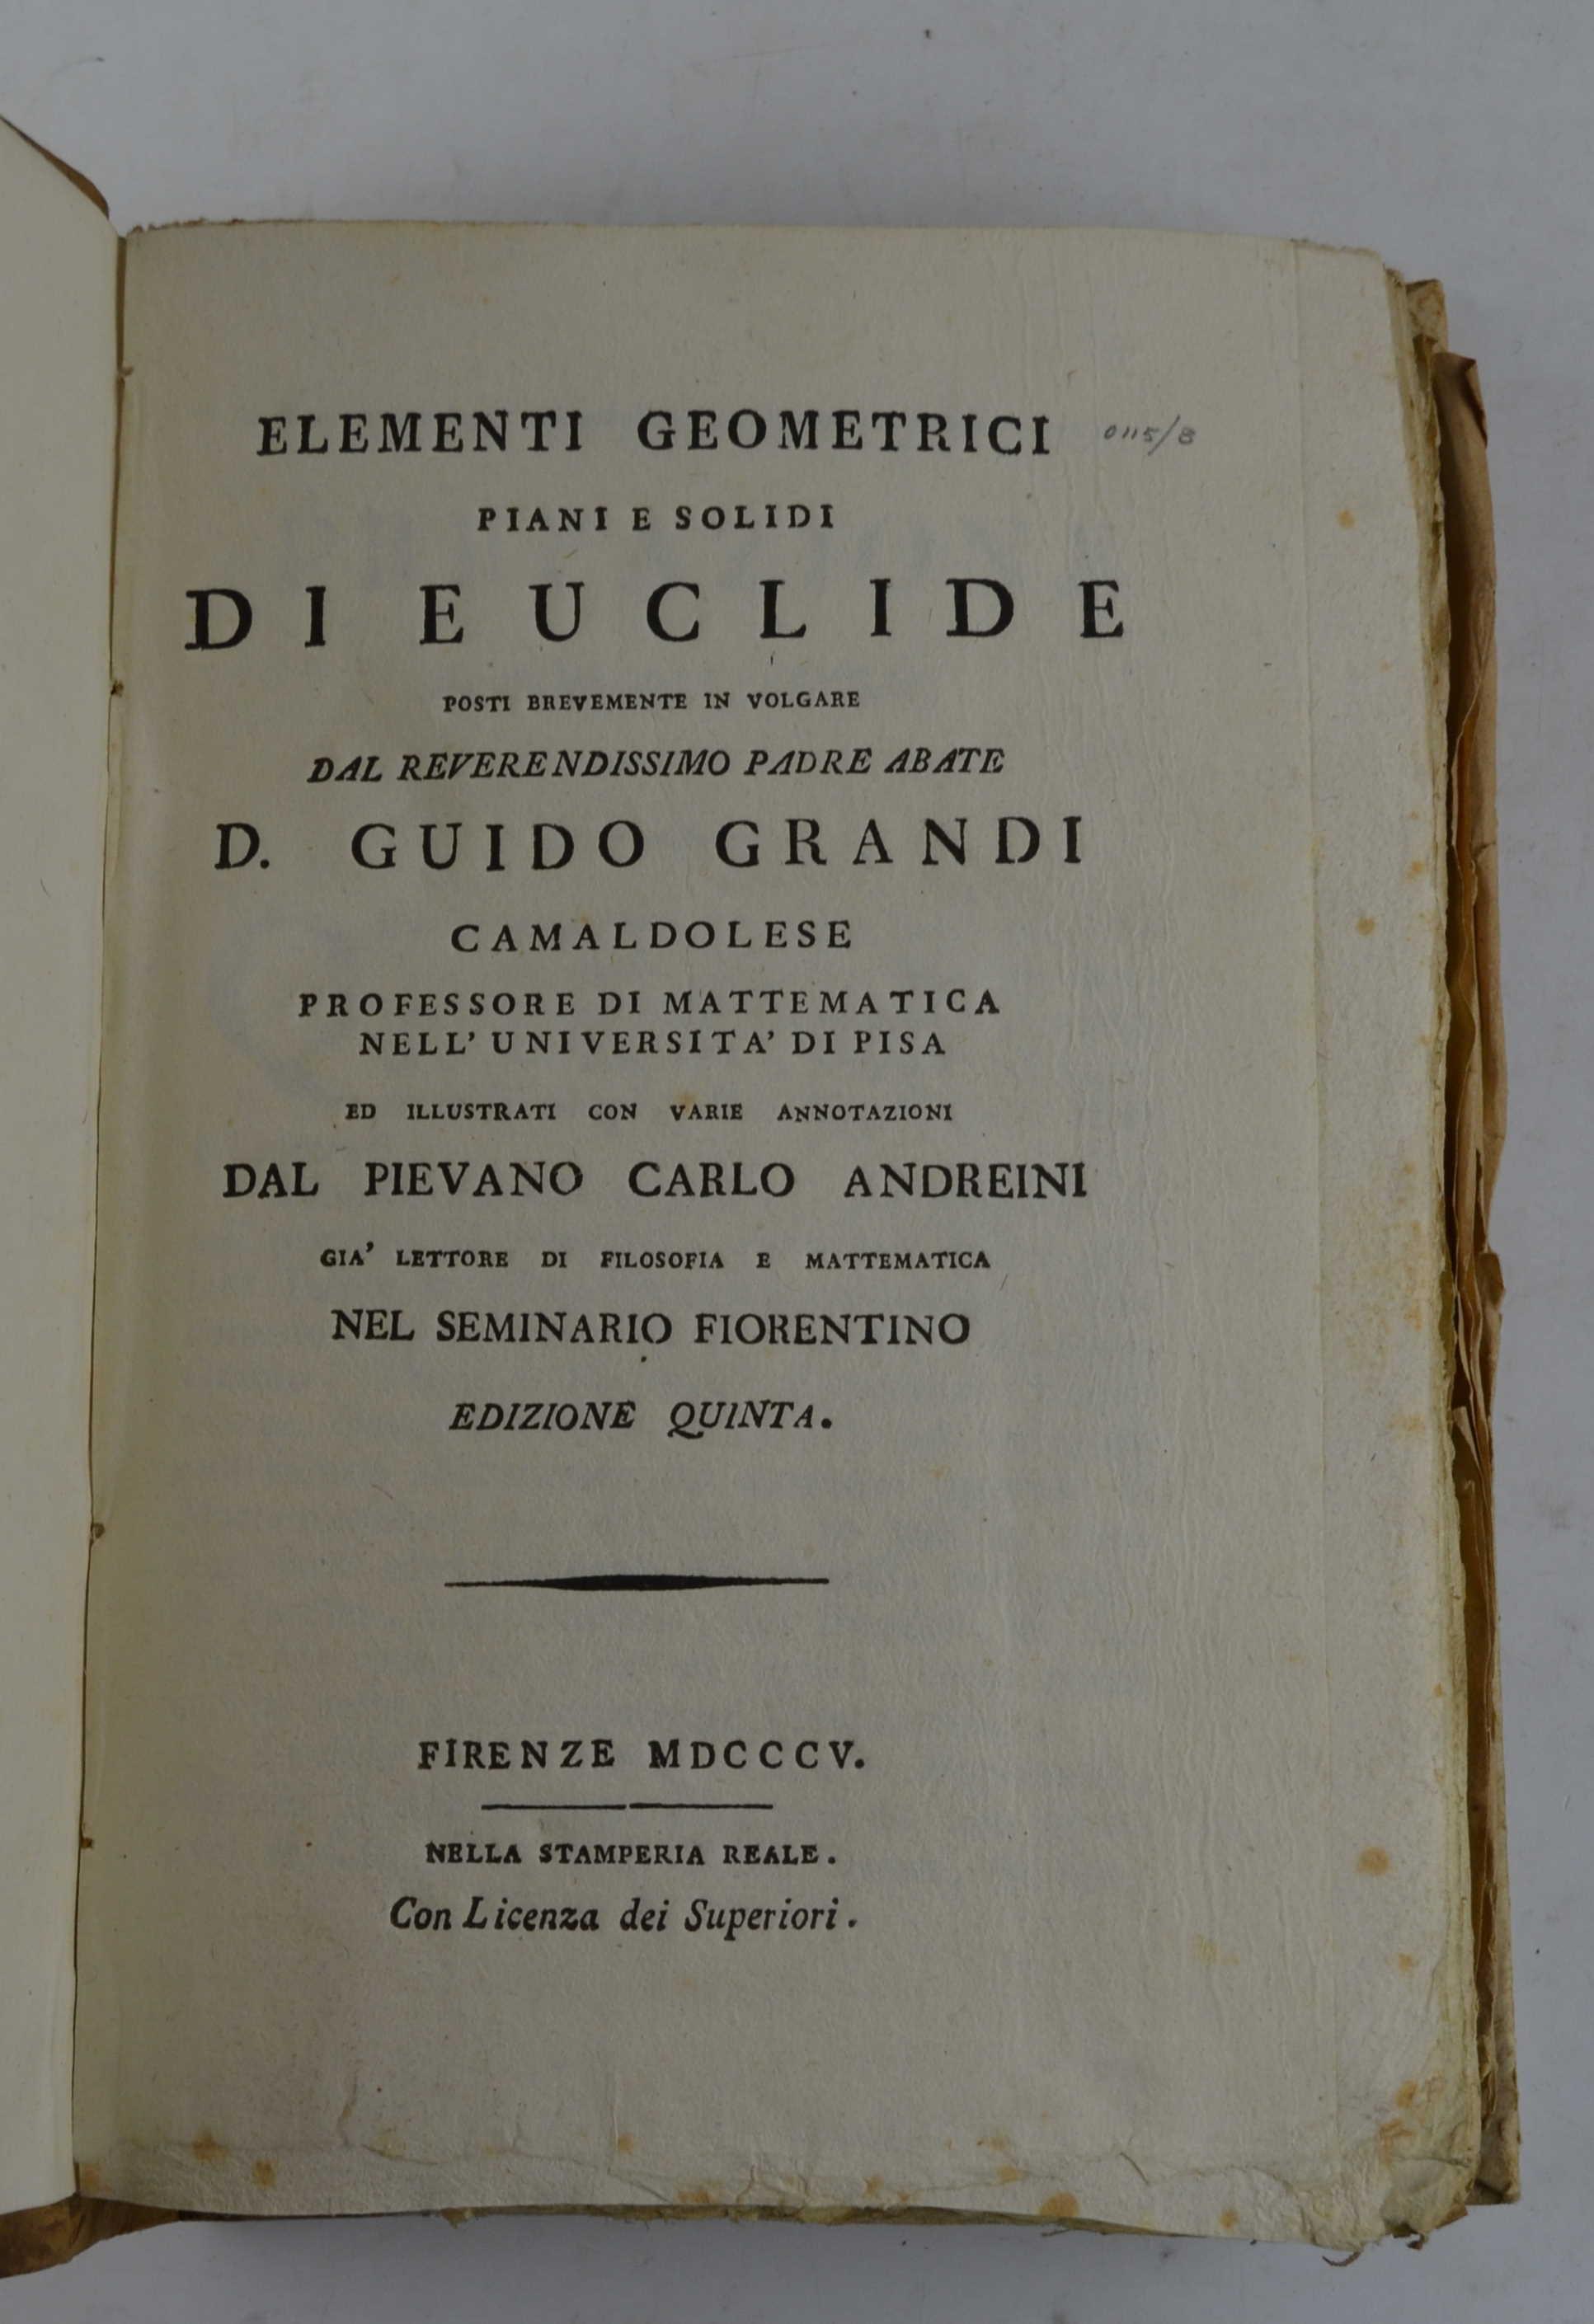 ELEMENTI GEOMETRICI 0115/B
PIANI E SOLIDI
DI EUCLIDE
POSTI BREVEMENTE IN VOLGARE
DAL REVERENDISSIMO PADRE ABATE
D. GUIDO GRANDI
CAMALDOLESE
PROFESSORE DI MATTEMATICA
NELL' UNIVERSITA' DI PISA
ED ILLUSTRATI CON VARIE ANNOTAZIONI
DAL PIEVANO CARLO ANDREINI
GIA' LETTORE DI FILOSOFIA E MATTEMATICA
NEL SEMINARIO FIORENTINO
EDIZIONE QUINTA.
FIRENZE MDCCCV.
NELLA STAMPERIA REALE.
Con Licenza dei Superiori.